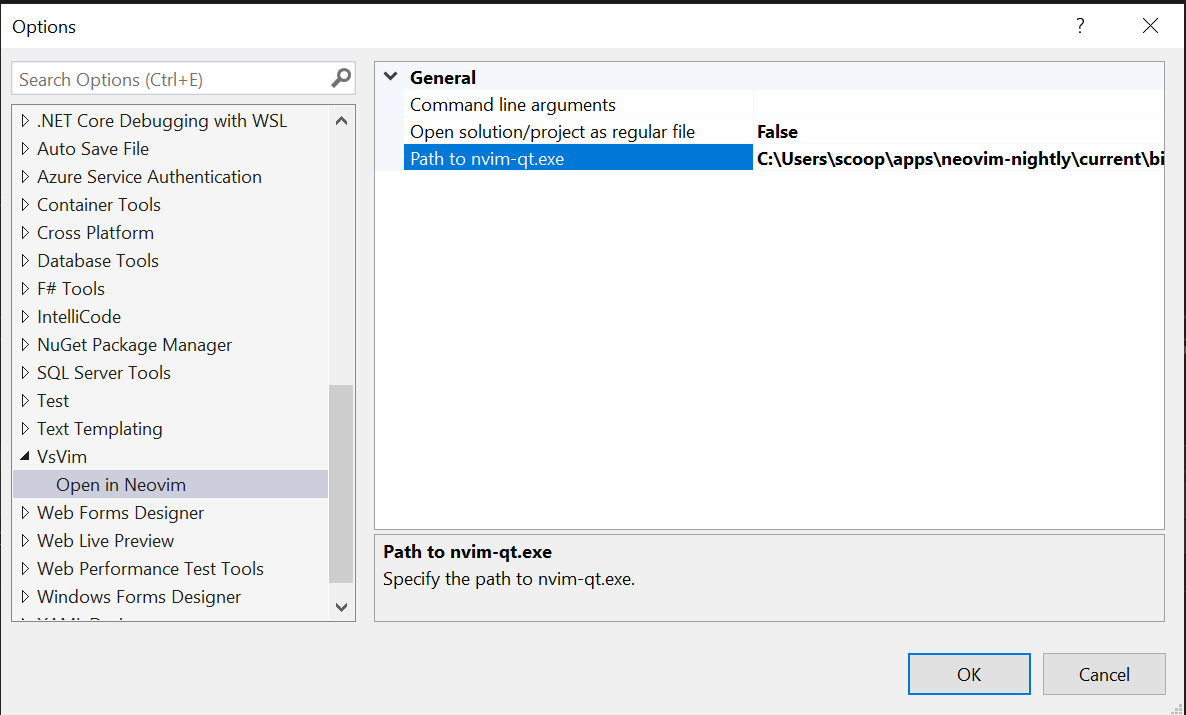 Options
?
Search Options (Ctrl+E)
.NET Core Debugging with WSL
Auto Save File
Azure Service Authentication
Container Tools
Cross Platform
Database Tools
F# Tools
IntelliCode
NuGet Package Manager
SQL Server Tools
Test
Text Templating
VsVim
Open in Neovim
Web Forms Designer
Web Live Preview
Web Performance Test Tools
Windows Forms Designer
General
Command line arguments
Open solution/project as regular file False
Path to nvim-qt.exe C:\Users\scoop\apps\neovim-nightly\current\bi
Path to nvim-qt.exe
Specify the path to nvim-qt.exe.
OK Cancel